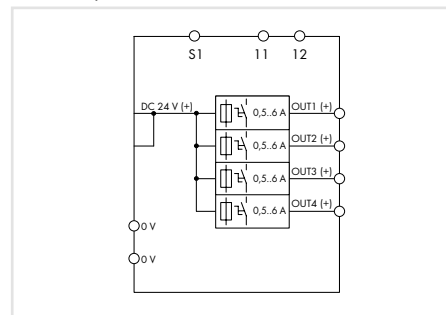 S1 11 12
DC 24 V (+)
0,5..6 A OUT1 (+)
0,5..6 A OUT2 (+)
0,5..6 A OUT3 (+)
0,5..6 A OUT4 (+)
0 V
0 V